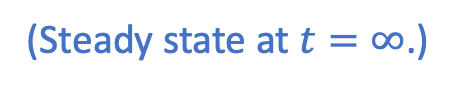 (Steady state at t = ∞.)